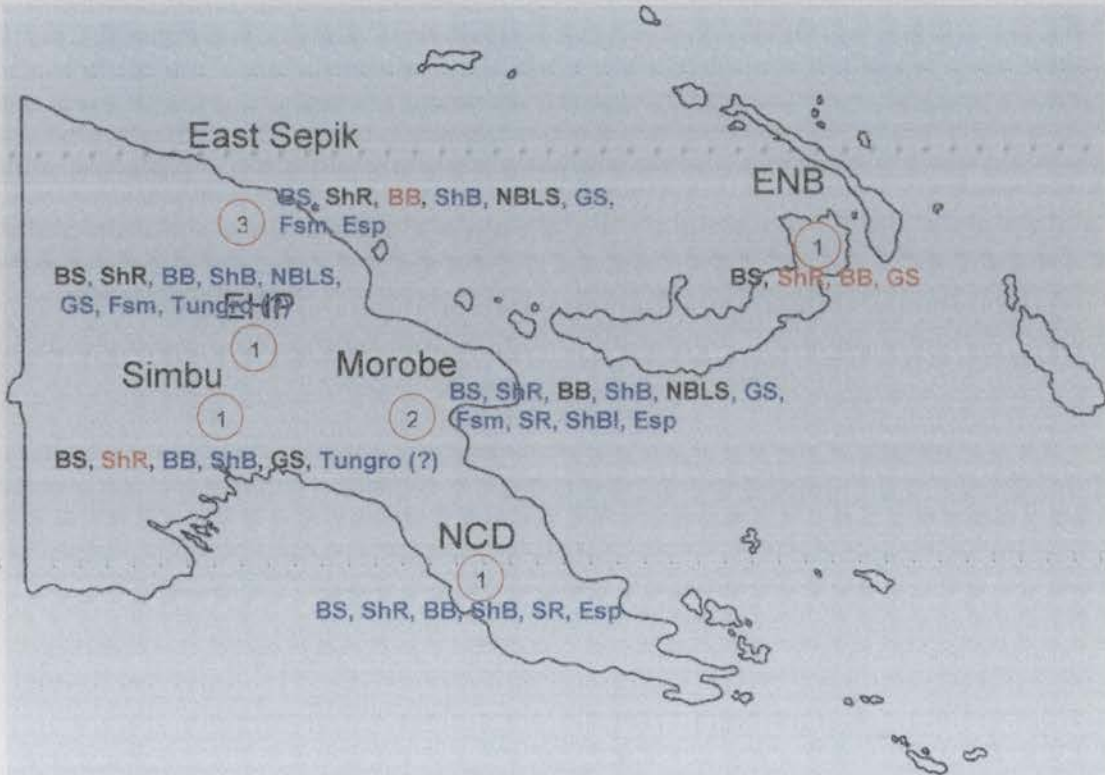 East Sepik
3
BS, ShR, BB, ShB, NBLS, GS,
Fsm, Esp
ENB
1
BS, ShR, BB, GS
BS, ShR, BB, ShB, NBLS,
GS, Fsm, Tungro (?)
EHP
1
Simbu
1
BS, ShR, BB, ShB, GS, Tungro (?)
Morobe
2
BS, ShR, BB, ShB, NBLS, GS,
Fsm, SR, ShBl, Esp
NCD
1
BS, ShR, BB, ShB, SR, Esp